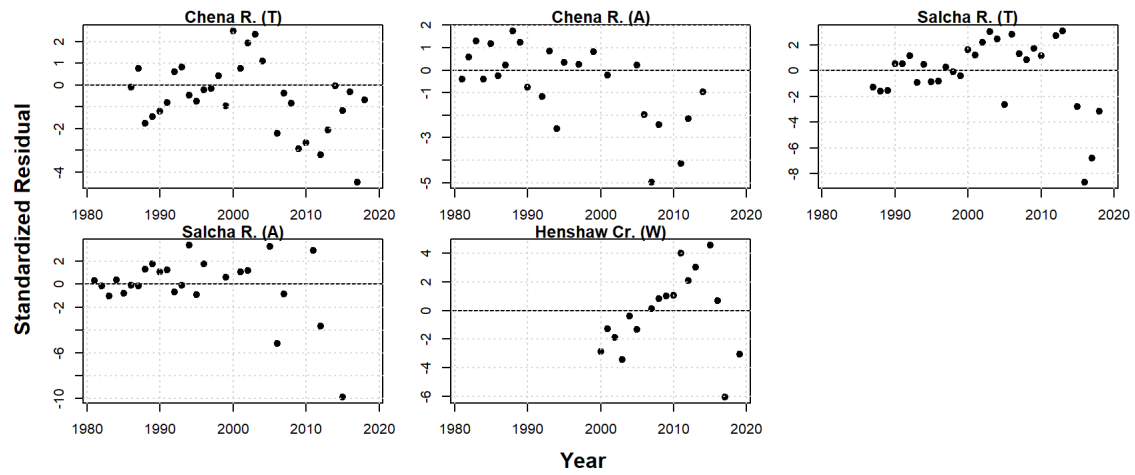 Chena R. (T)
Chena R. (A)
Salcha R. (T)
2
1
0
-1
-2
-4
1980 1990 2000 2010 2020
2
1
0
-1
-3
-5
1980 1990 2000 2010 2020
2
0
-2
-4
-6
-8
1980 1990 2000 2010 2020
Salcha R. (A)
Henshaw Cr. (W)
2
0
-2
-6
-10
1980 1990 2000 2010 2020
4
2
0
-2
-4
-6
1980 1990 2000 2010 2020
Standardized Residual
Year